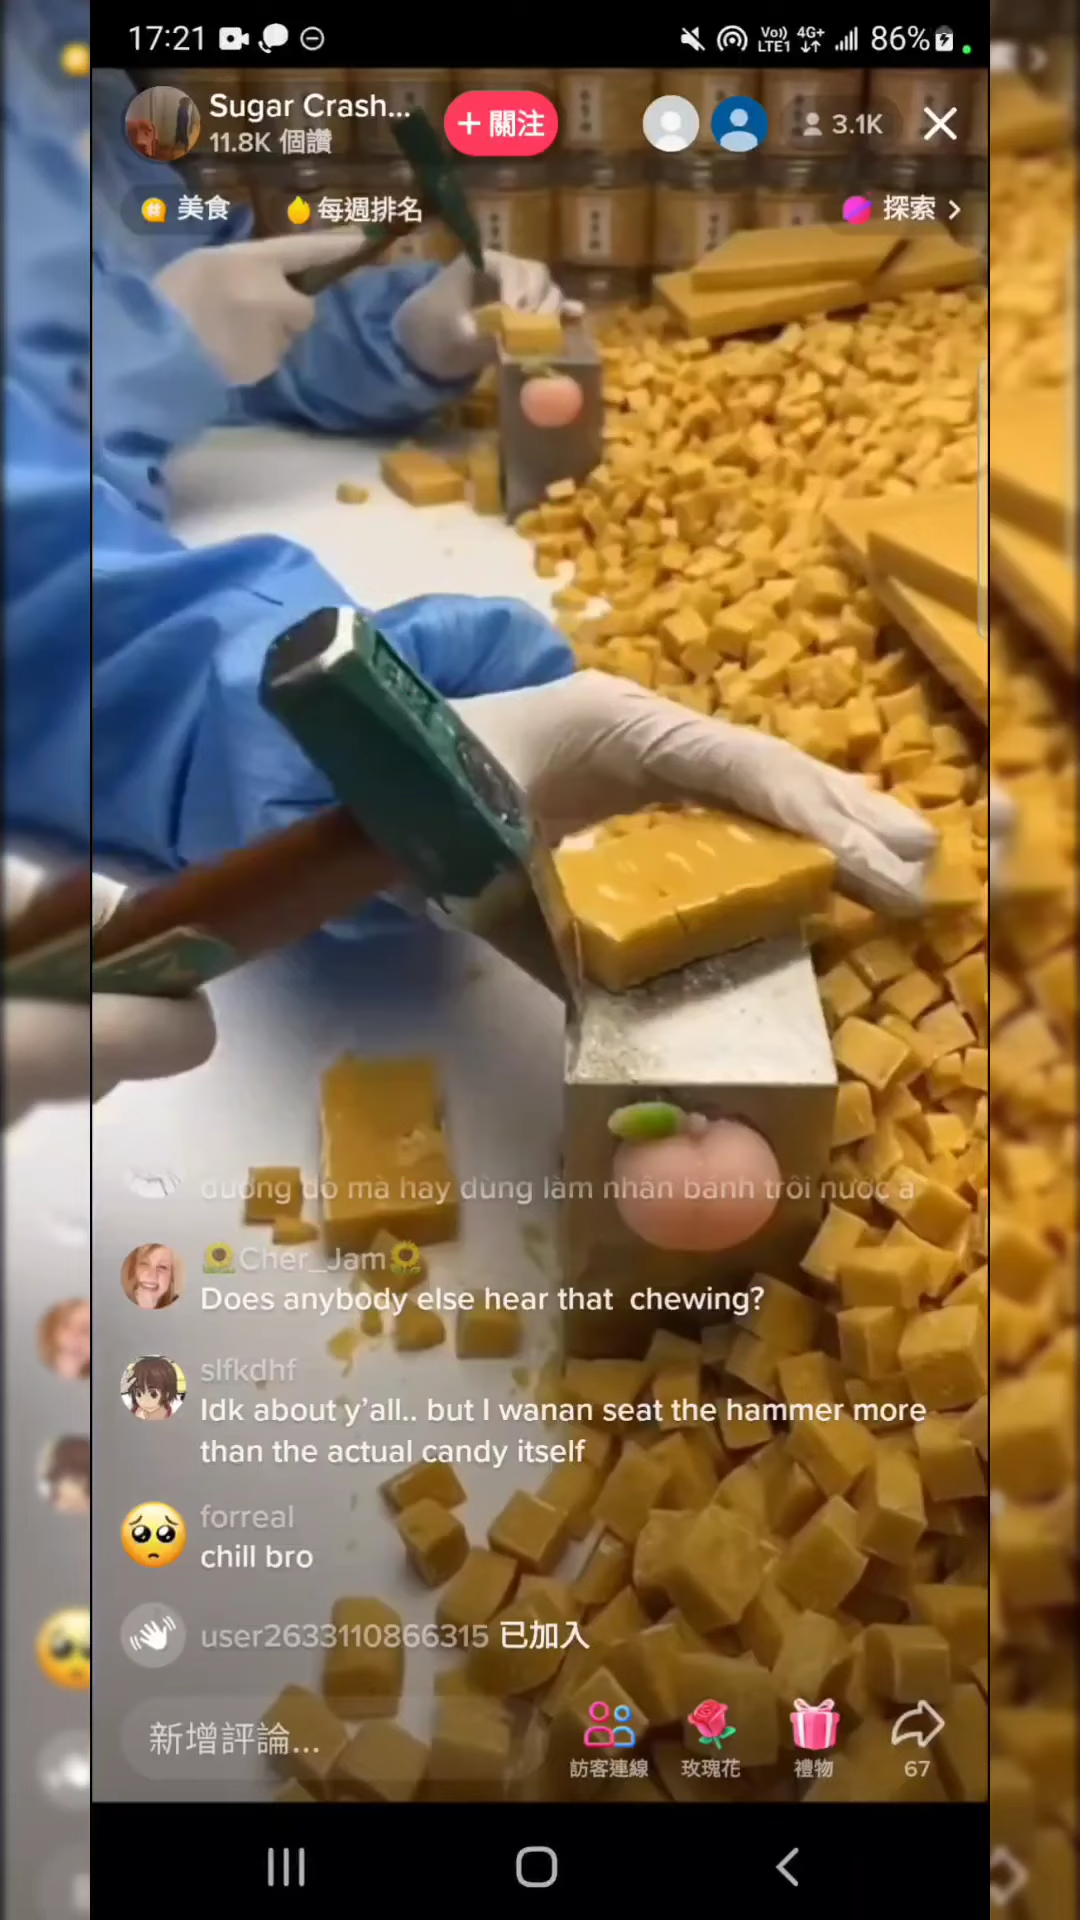 17:21
Vo)) LTE1 4G+ 86%
Sugar Crash...
11.8K 個讚
+ 關注
3.1K
美食
每週排名
探索
đường đỏ mà hay dùng làm nhân bánh trôi nước á
Cher_Jam
Does anybody else hear that chewing?
slfkdhf
Idk about y'all.. but I wanan seat the hammer more
than the actual candy itself
forreal
chill bro
user2633110866315 已加入
新增評論...
訪客連線
玫瑰花
禮物
67